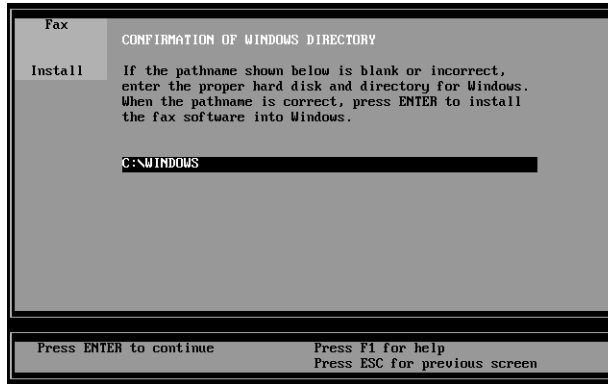 Fax
Install
CONFIRMATION OF WINDOWS DIRECTORY
If the pathname shown below is blank or incorrect,
enter the proper hard disk and directory for Windows.
When the pathname is correct, press ENTER to install
the fax software into Windows.
C:\WINDOWS
Press ENTER to continue
Press F1 for help
Press ESC for previous screen